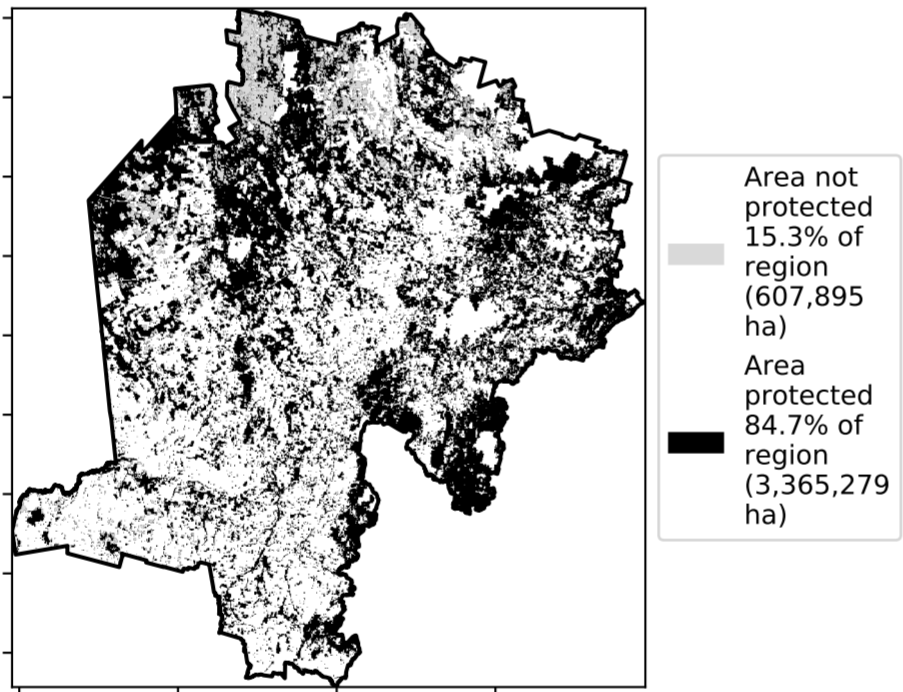 Area not
protected
15.3% of
region
(607,895
ha)
Area
protected
84.7% of
region
(3,365,279
ha)